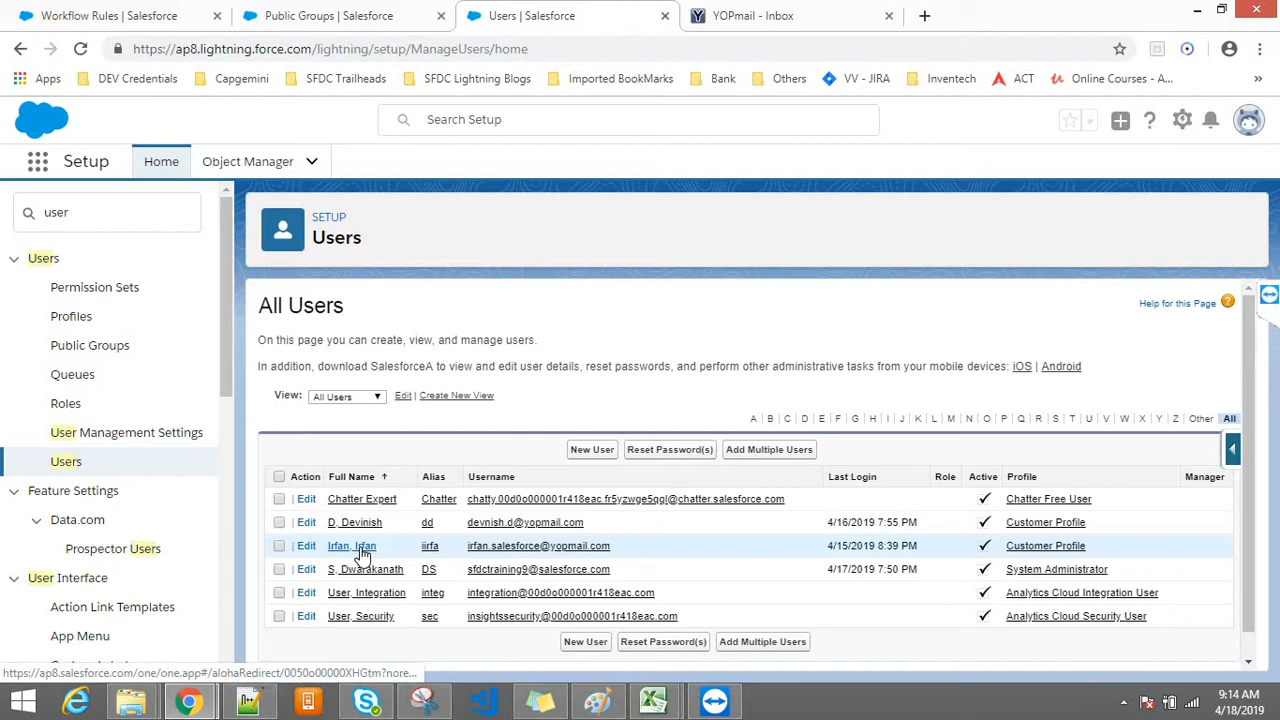 Workflow Rules | Salesforce
Public Groups | Salesforce
Users | Salesforce
YOPmail - Inbox
https://ap8.lightning.force.com/lightning/setup/ManageUsers/home
Apps
DEV Credentials
Capgemini
SFDC Trailheads
SFDC Lightning Blogs
Imported BookMarks
Bank
Others
VV - JIRA
Inventech
ACT
Online Courses - A...
»
Search Setup
Setup
Home
Object Manager
user
Users
Permission Sets
Profiles
Public Groups
Queues
Roles
User Management Settings
Users
Feature Settings
Data.com
Prospector Users
User Interface
Action Link Templates
App Menu
SETUP
Users
All Users
Help for this Page
On this page you can create, view, and manage users.
In addition, download SalesforceA to view and edit user details, reset passwords, and perform other administrative tasks from your mobile devices: iOS | Android
View: All Users Edit | Create New View
A | B | C | D | E | F | G | H | I | J | K | L | M | N | O | P | Q | R | S | T | U | V | W | X | Y | Z | Other All
New User Reset Password(s) Add Multiple Users
Action Full Name Alias Username Last Login Role Active Profile Manager
Edit Chatter Expert Chatter chatty.00d0o000001r418eac.fr5yzwge5qgl@chatter.salesforce.com Chatter Free User
Edit D, Devinish dd devnish.d@yopmail.com 4/16/2019 7:55 PM Customer Profile
Edit Irfan, Irfan iirfa irfan.salesforce@yopmail.com 4/15/2019 8:39 PM Customer Profile
Edit S, Dwarakanath DS sfdctraining9@salesforce.com 4/17/2019 7:50 PM System Administrator
Edit User, Integration integ integration@00d0o000001r418eac.com Analytics Cloud Integration User
Edit User, Security sec insightssecurity@00d0o000001r418eac.com Analytics Cloud Security User
New User Reset Password(s) Add Multiple Users
https://ap8.salesforce.com/one/one.app#/alohaRedirect/0050o00000XHGtm?nore...
9:14 AM
4/18/2019